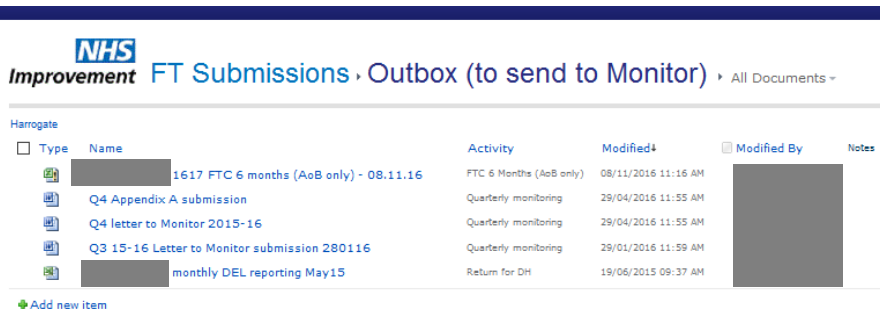 NHS
Improvement FT Submissions › Outbox (to send to Monitor) › All Documents
Harrogate
Type Name Activity Modified Modified By Notes
1617 FTC 6 months (AoB only) - 08.11.16 FTC 6 Months (AoB only) 08/11/2016 11:16 AM
Q4 Appendix A submission Quarterly monitoring 29/04/2016 11:55 AM
Q4 letter to Monitor 2015-16 Quarterly monitoring 29/04/2016 11:55 AM
Q3 15-16 Letter to Monitor submission 280116 Quarterly monitoring 29/01/2016 11:59 AM
monthly DEL reporting May15 Return for DH 19/06/2015 09:37 AM
Add new item